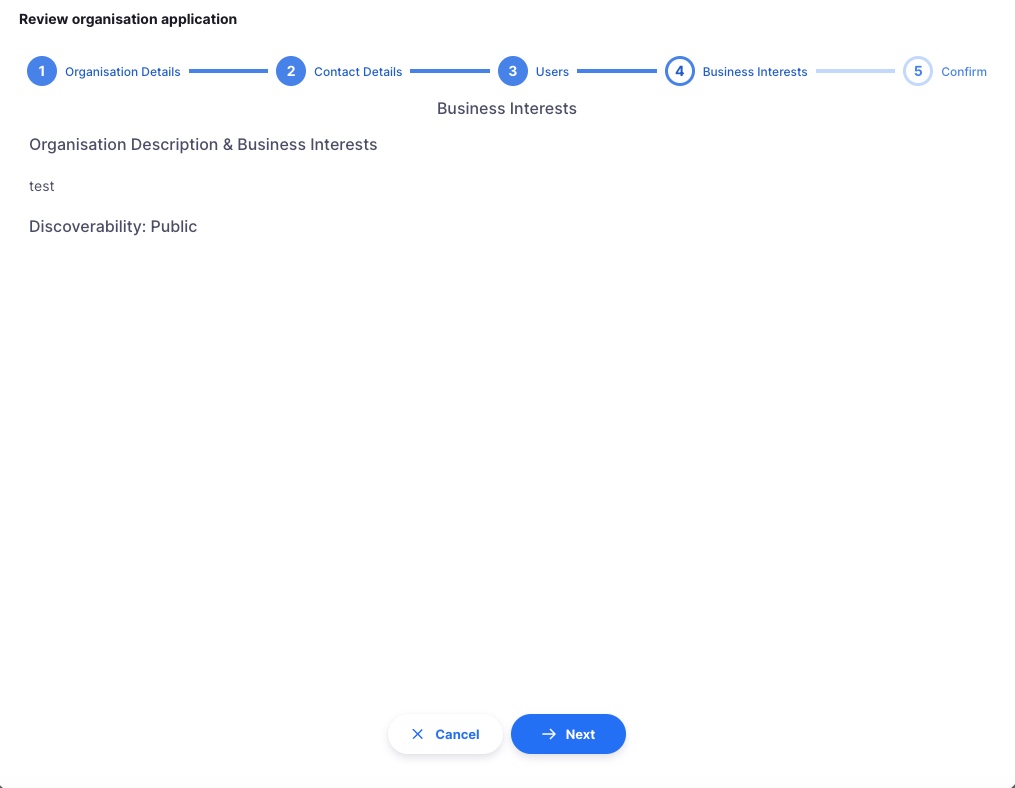 Review organisation application
1 Organisation Details 2 Contact Details 3 Users 4 Business Interests 5 Confirm
Business Interests
Organisation Description & Business Interests
test
Discoverability: Public
Cancel Next